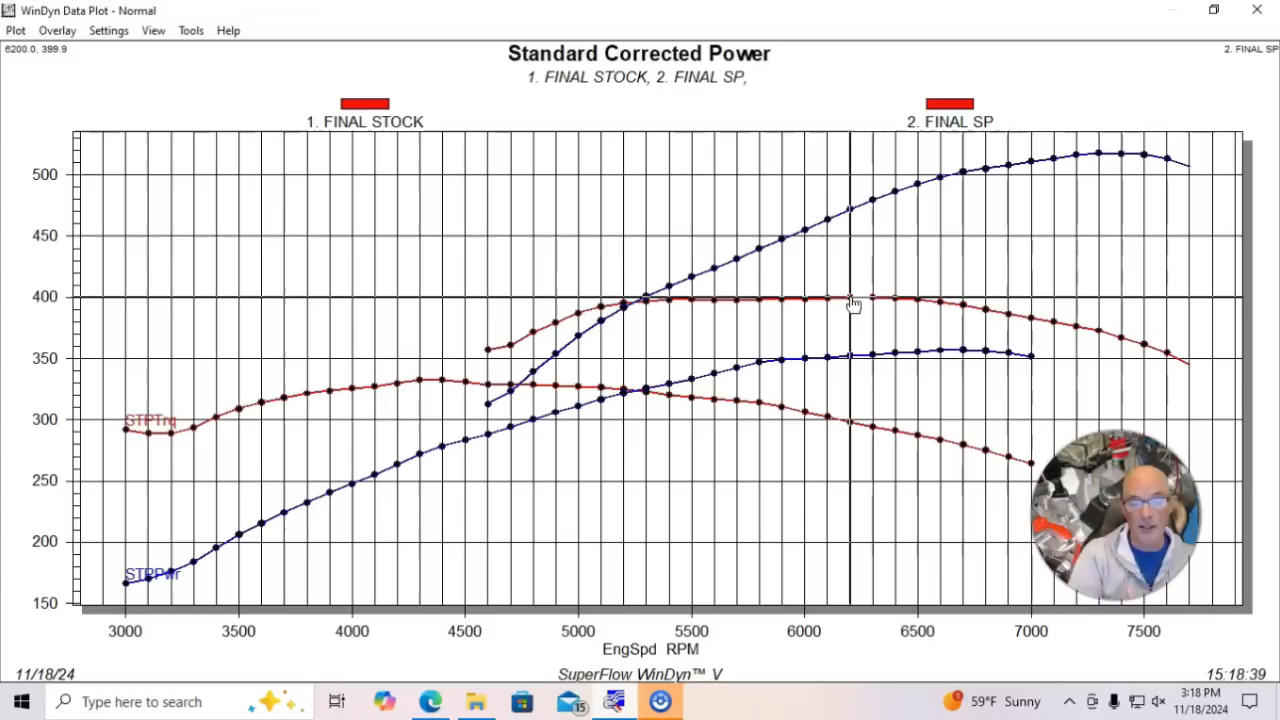 WinDyn Data Plot - Normal
Plot Overlay Settings View Tools Help
6200.0, 399.9
2. FINAL SP
Standard Corrected Power
1. FINAL STOCK, 2. FINAL SP,
1. FINAL STOCK
2. FINAL SP
500
450
400
350
300
250
200
150
STPTrq
STPPwr
3000 3500 4000 4500 5000 5500 6000 6500 7000 7500
EngSpd RPM
11/18/24
SuperFlow WinDyn™ V
15:18:39
Type here to search
15
1
59°F Sunny
3:18 PM
11/18/2024